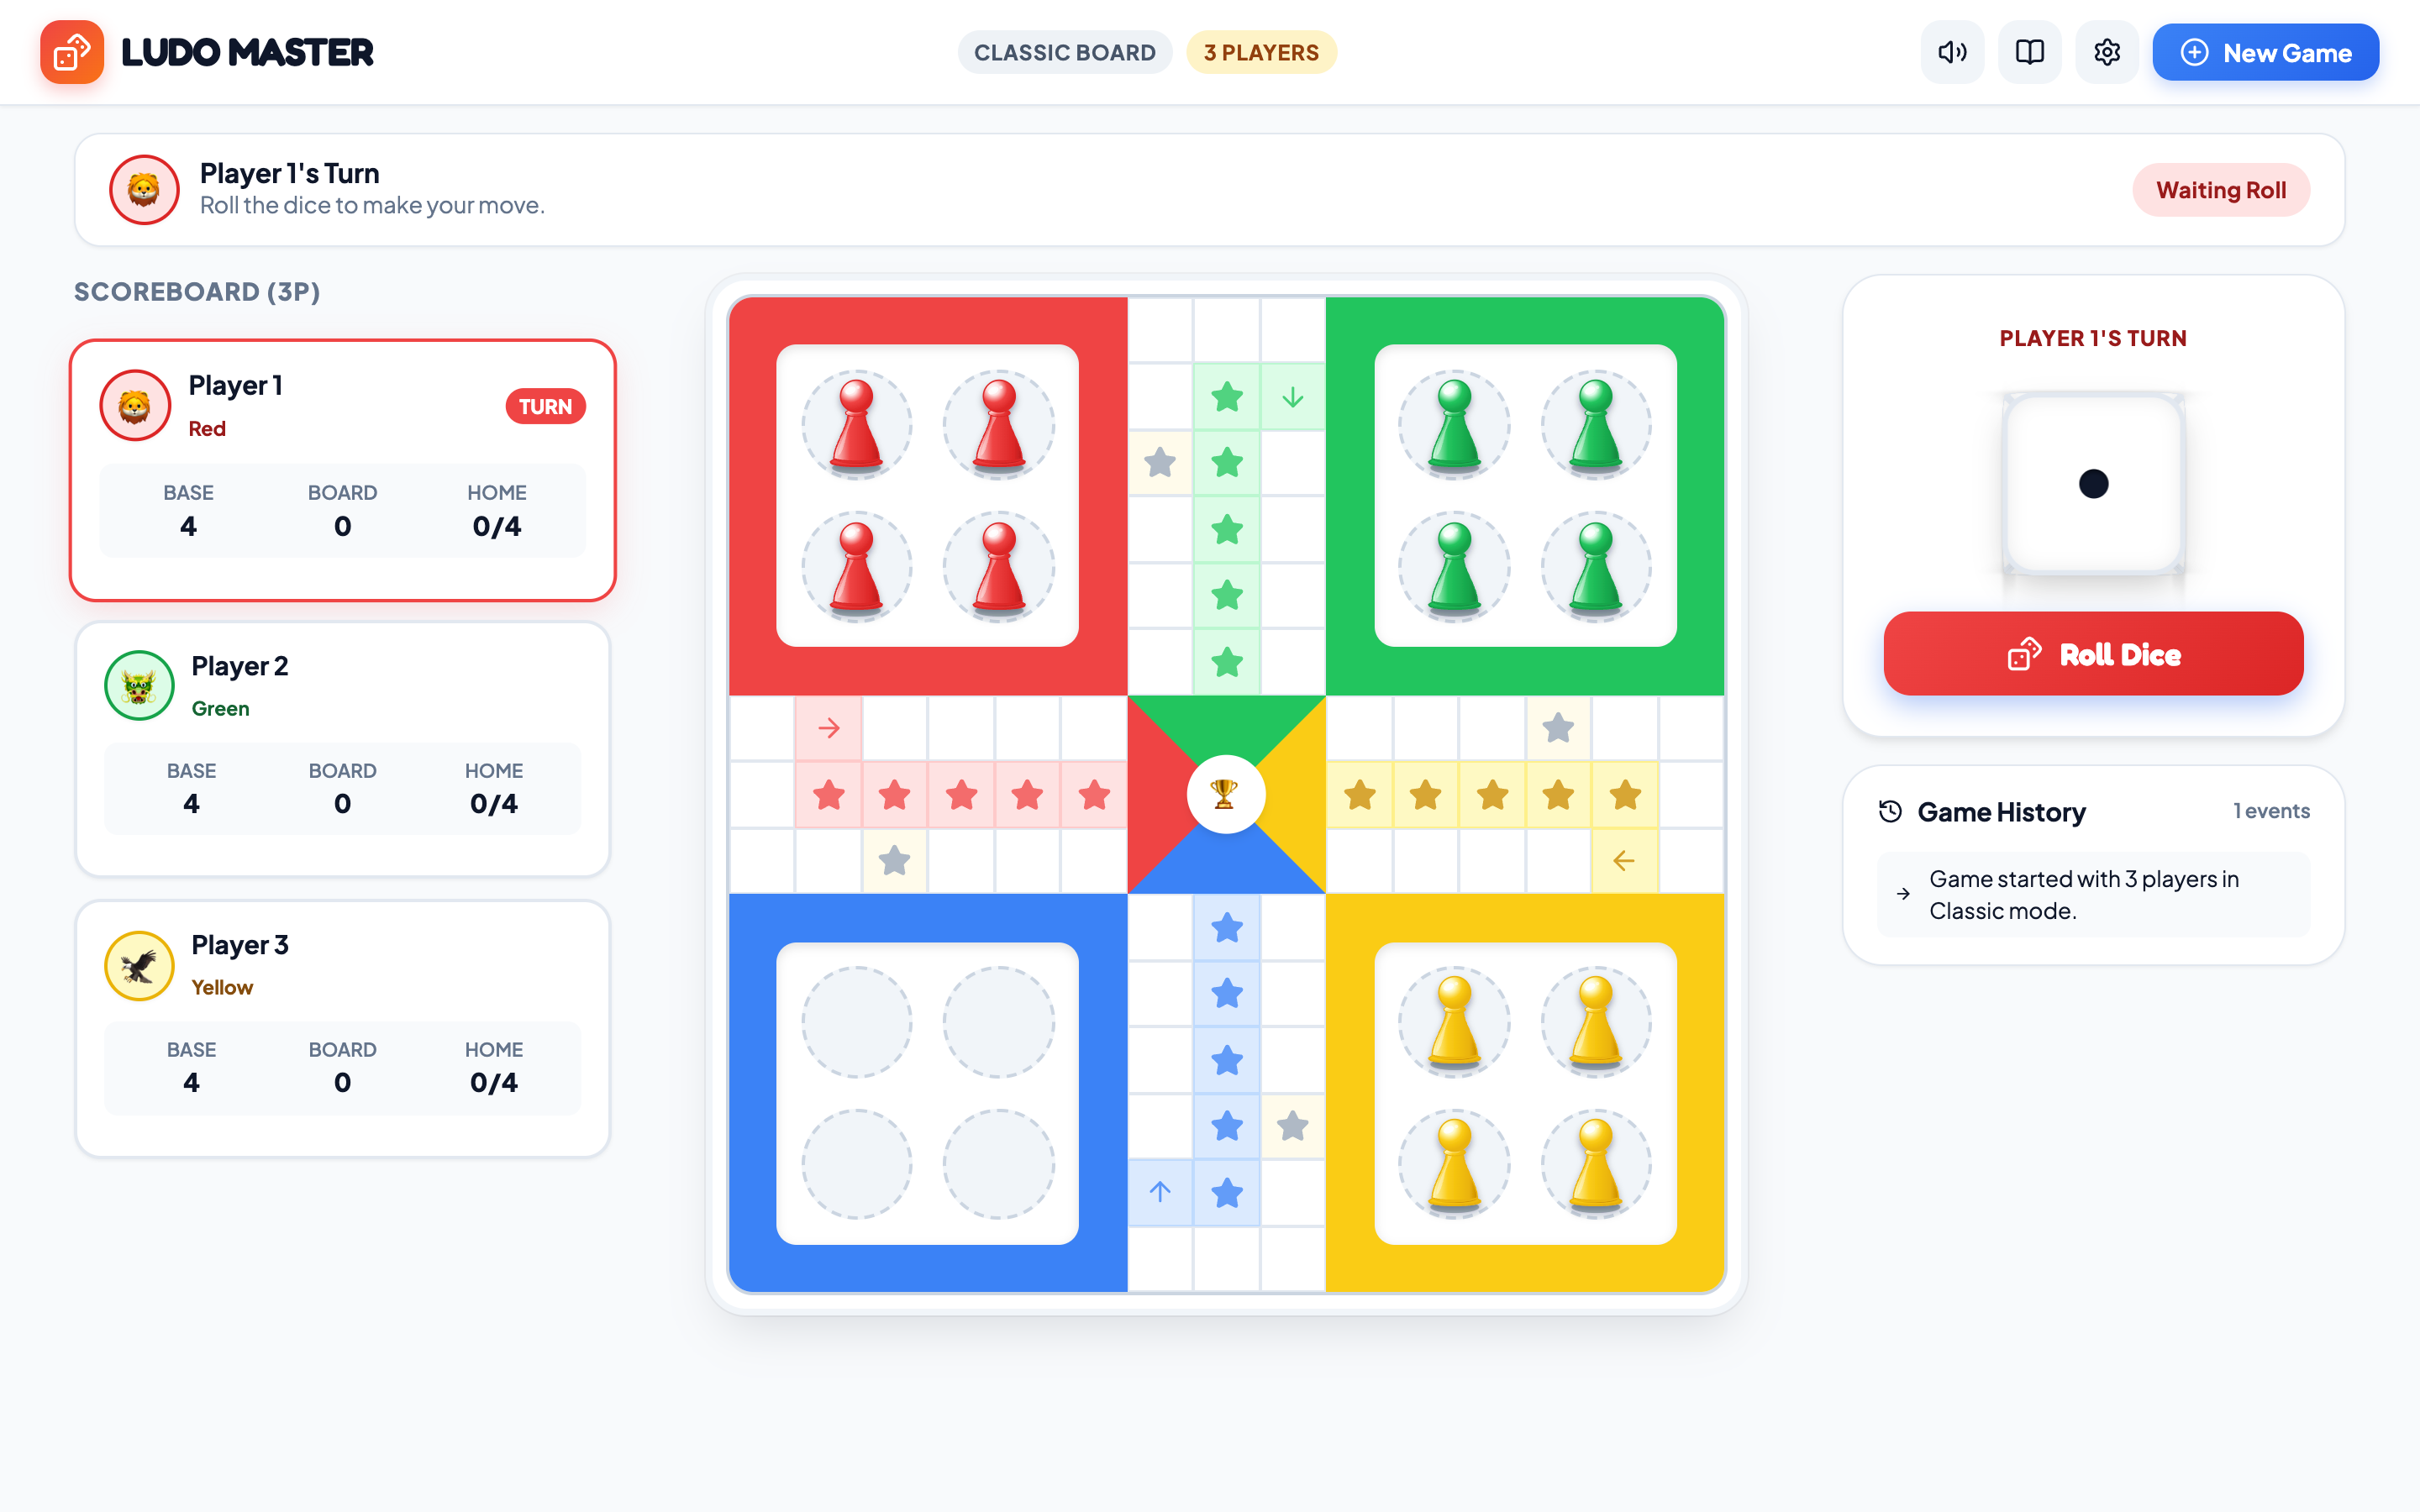 LUDO MASTER
CLASSIC BOARD
3 PLAYERS
New Game
Player 1's Turn
Roll the dice to make your move.
Waiting Roll
SCOREBOARD (3P)
Player 1
Red
TURN
BASE BOARD HOME
4 0 0/4
Player 2
Green
BASE BOARD HOME
4 0 0/4
Player 3
Yellow
BASE BOARD HOME
4 0 0/4
PLAYER 1'S TURN
Roll Dice
Game History
1 events
Game started with 3 players in
Classic mode.